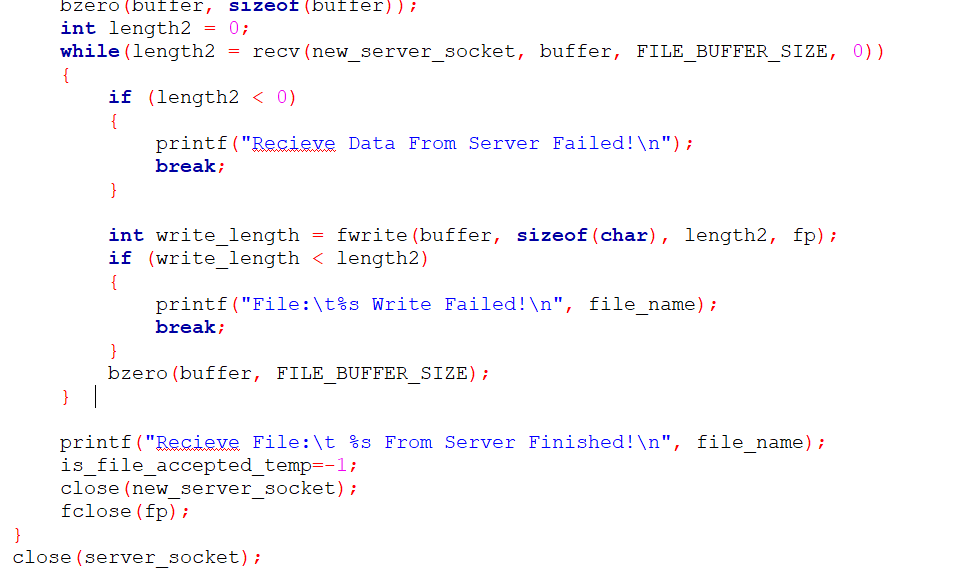 bzero(buffer, sizeof(buffer));
int length2 = 0;
while(length2 = recv(new_server_socket, buffer, FILE_BUFFER_SIZE, 0))
{
if (length2 < 0)
{
printf("Recieve Data From Server Failed!\n");
break;
}
int write_length = fwrite(buffer, sizeof(char), length2, fp);
if (write_length < length2)
{
printf("File:\t%s Write Failed!\n", file_name);
break;
}
bzero(buffer, FILE_BUFFER_SIZE);
}
printf("Recieve File:\t %s From Server Finished!\n", file_name);
is_file_accepted_temp=-1;
close(new_server_socket);
fclose(fp);
}
close(server_socket);